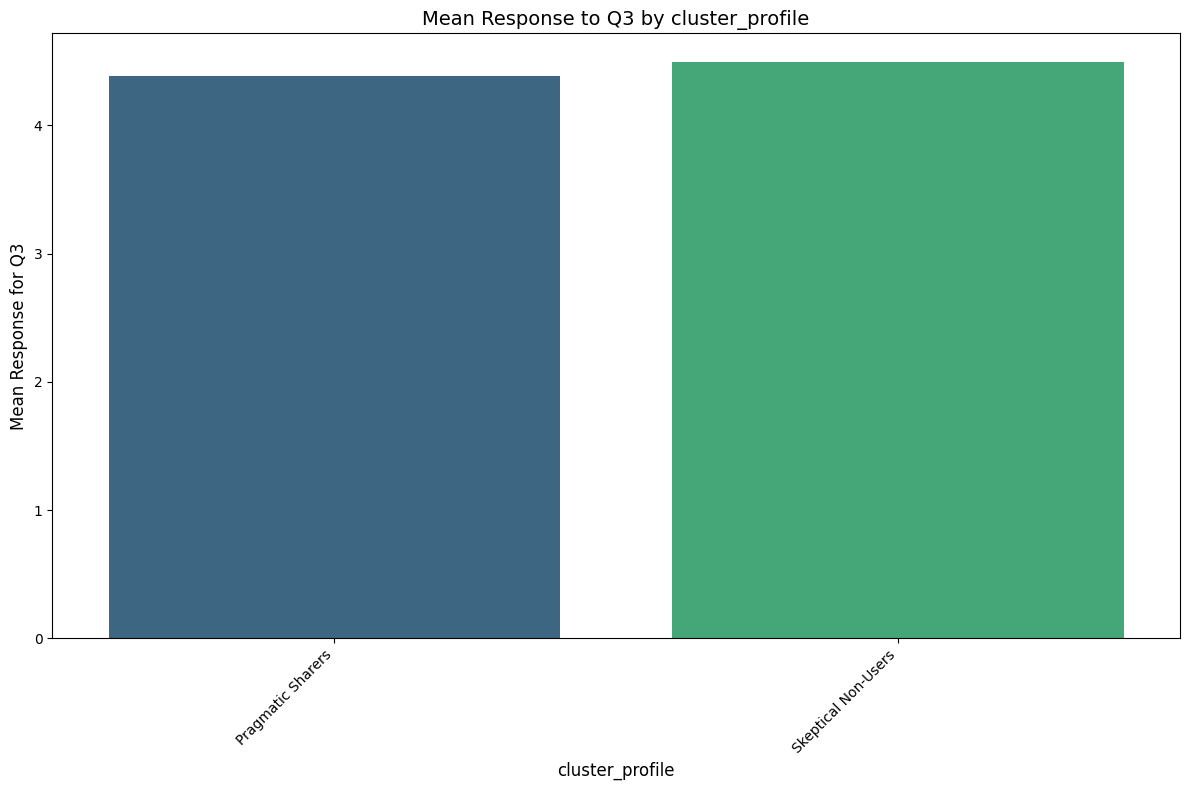 Mean Response to Q3 by cluster_profile
Mean Response for Q3
4
3
2
1
0
Pragmatic Sharers
Skeptical Non-Users
cluster_profile